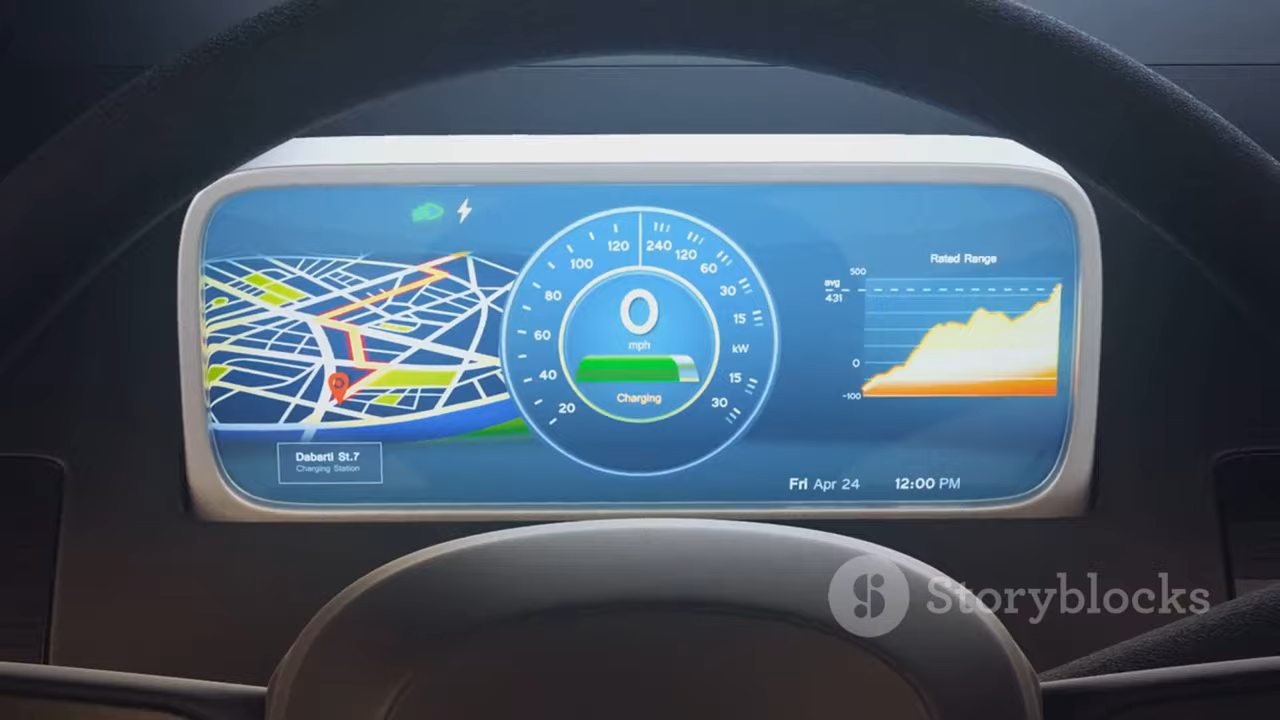 120
240
100
120
60
80
30
60
15
kW
40
15
20
30
0
mph
Charging
Dabarti St.7
Charging Station
Rated Range
500
avg
431
0
-100
Fri Apr 24
12:00 PM
Storyblocks